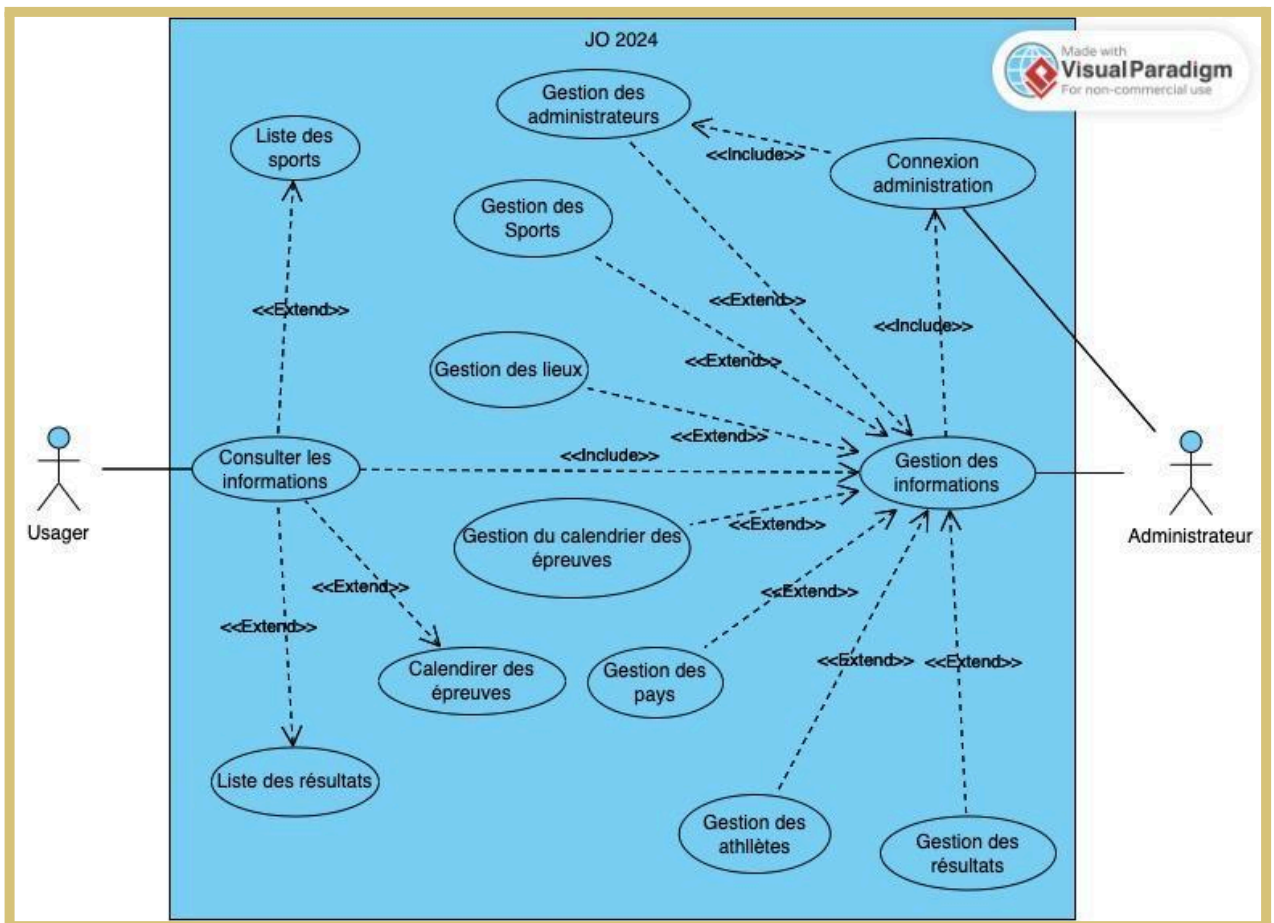 JO 2024
Made with
Visual Paradigm
For non-commercial use
Gestion des
administrateurs
Liste des
sports
<<Include>>
Connexion
administration
Gestion des
Sports
<<Extend>>
<<Extend>>
<<Include>>
<<Extend>>
Gestion des lieux
<<Extend>>
<<Include>>
Consulter les
informations
Gestion des
informations
Usager
Administrateur
Gestion du calendrier des
épreuves
<<Extend>>
<<Extend>>
<<Extend>>
<<Extend>>
<<Extend>>
<<Extend>>
Calendirer des
épreuves
Gestion des
pays
Liste des résultats
Gestion des
athllètes
Gestion des
résultats